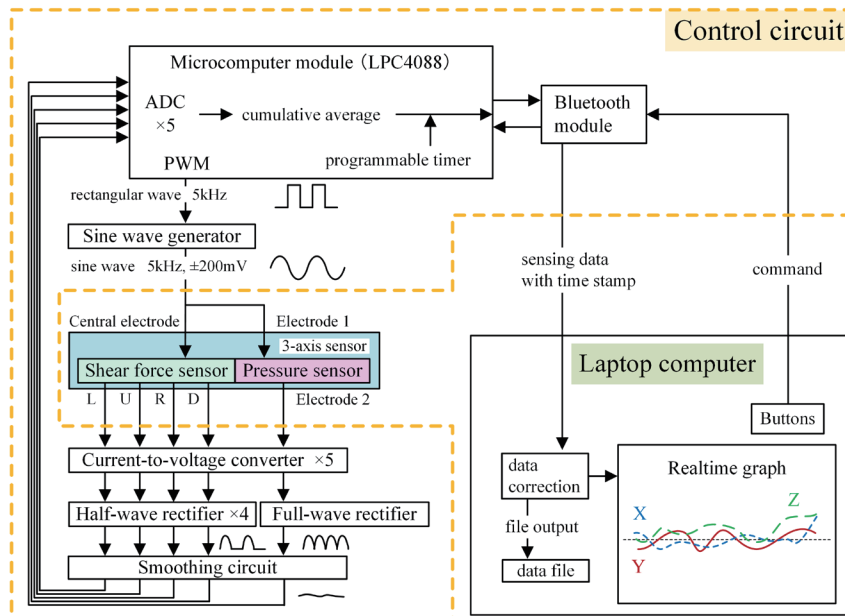 Control circuit
Microcomputer module (LPC4088)
ADC
×5
cumulative average
programmable timer
PWM
Bluetooth
module
rectangular wave 5kHz
Sine wave generator
sine wave 5kHz, ±200mV
sensing data
with time stamp
command
Central electrode
Electrode 1
3-axis sensor
Shear force sensor
Pressure sensor
L U R D
Electrode 2
Laptop computer
Buttons
Current-to-voltage converter ×5
Half-wave rectifier ×4
Full-wave rectifier
Smoothing circuit
data
correction
file output
data file
Realtime graph
X
Z
Y